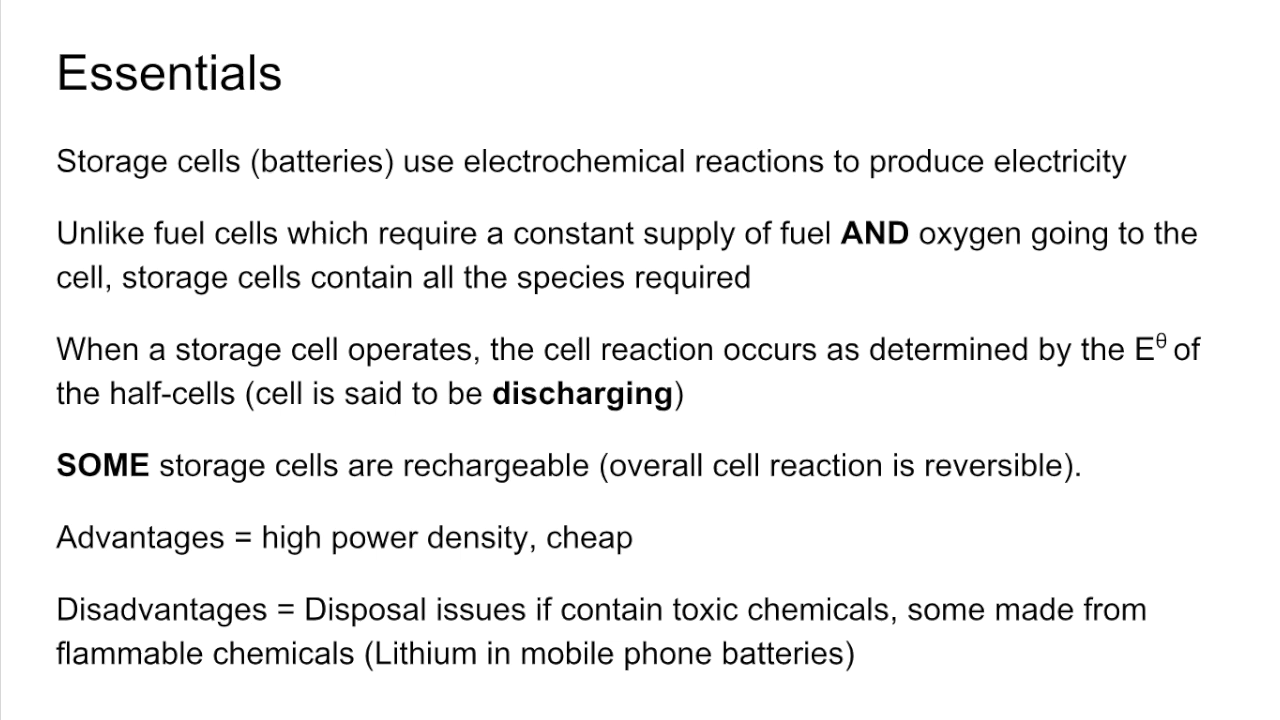 Essentials
Storage cells (batteries) use electrochemical reactions to produce electricity
Unlike fuel cells which require a constant supply of fuel AND oxygen going to the
cell, storage cells contain all the species required
When a storage cell operates, the cell reaction occurs as determined by the Eᶿ of
the half-cells (cell is said to be discharging)
SOME storage cells are rechargeable (overall cell reaction is reversible).
Advantages = high power density, cheap
Disadvantages = Disposal issues if contain toxic chemicals, some made from
flammable chemicals (Lithium in mobile phone batteries)